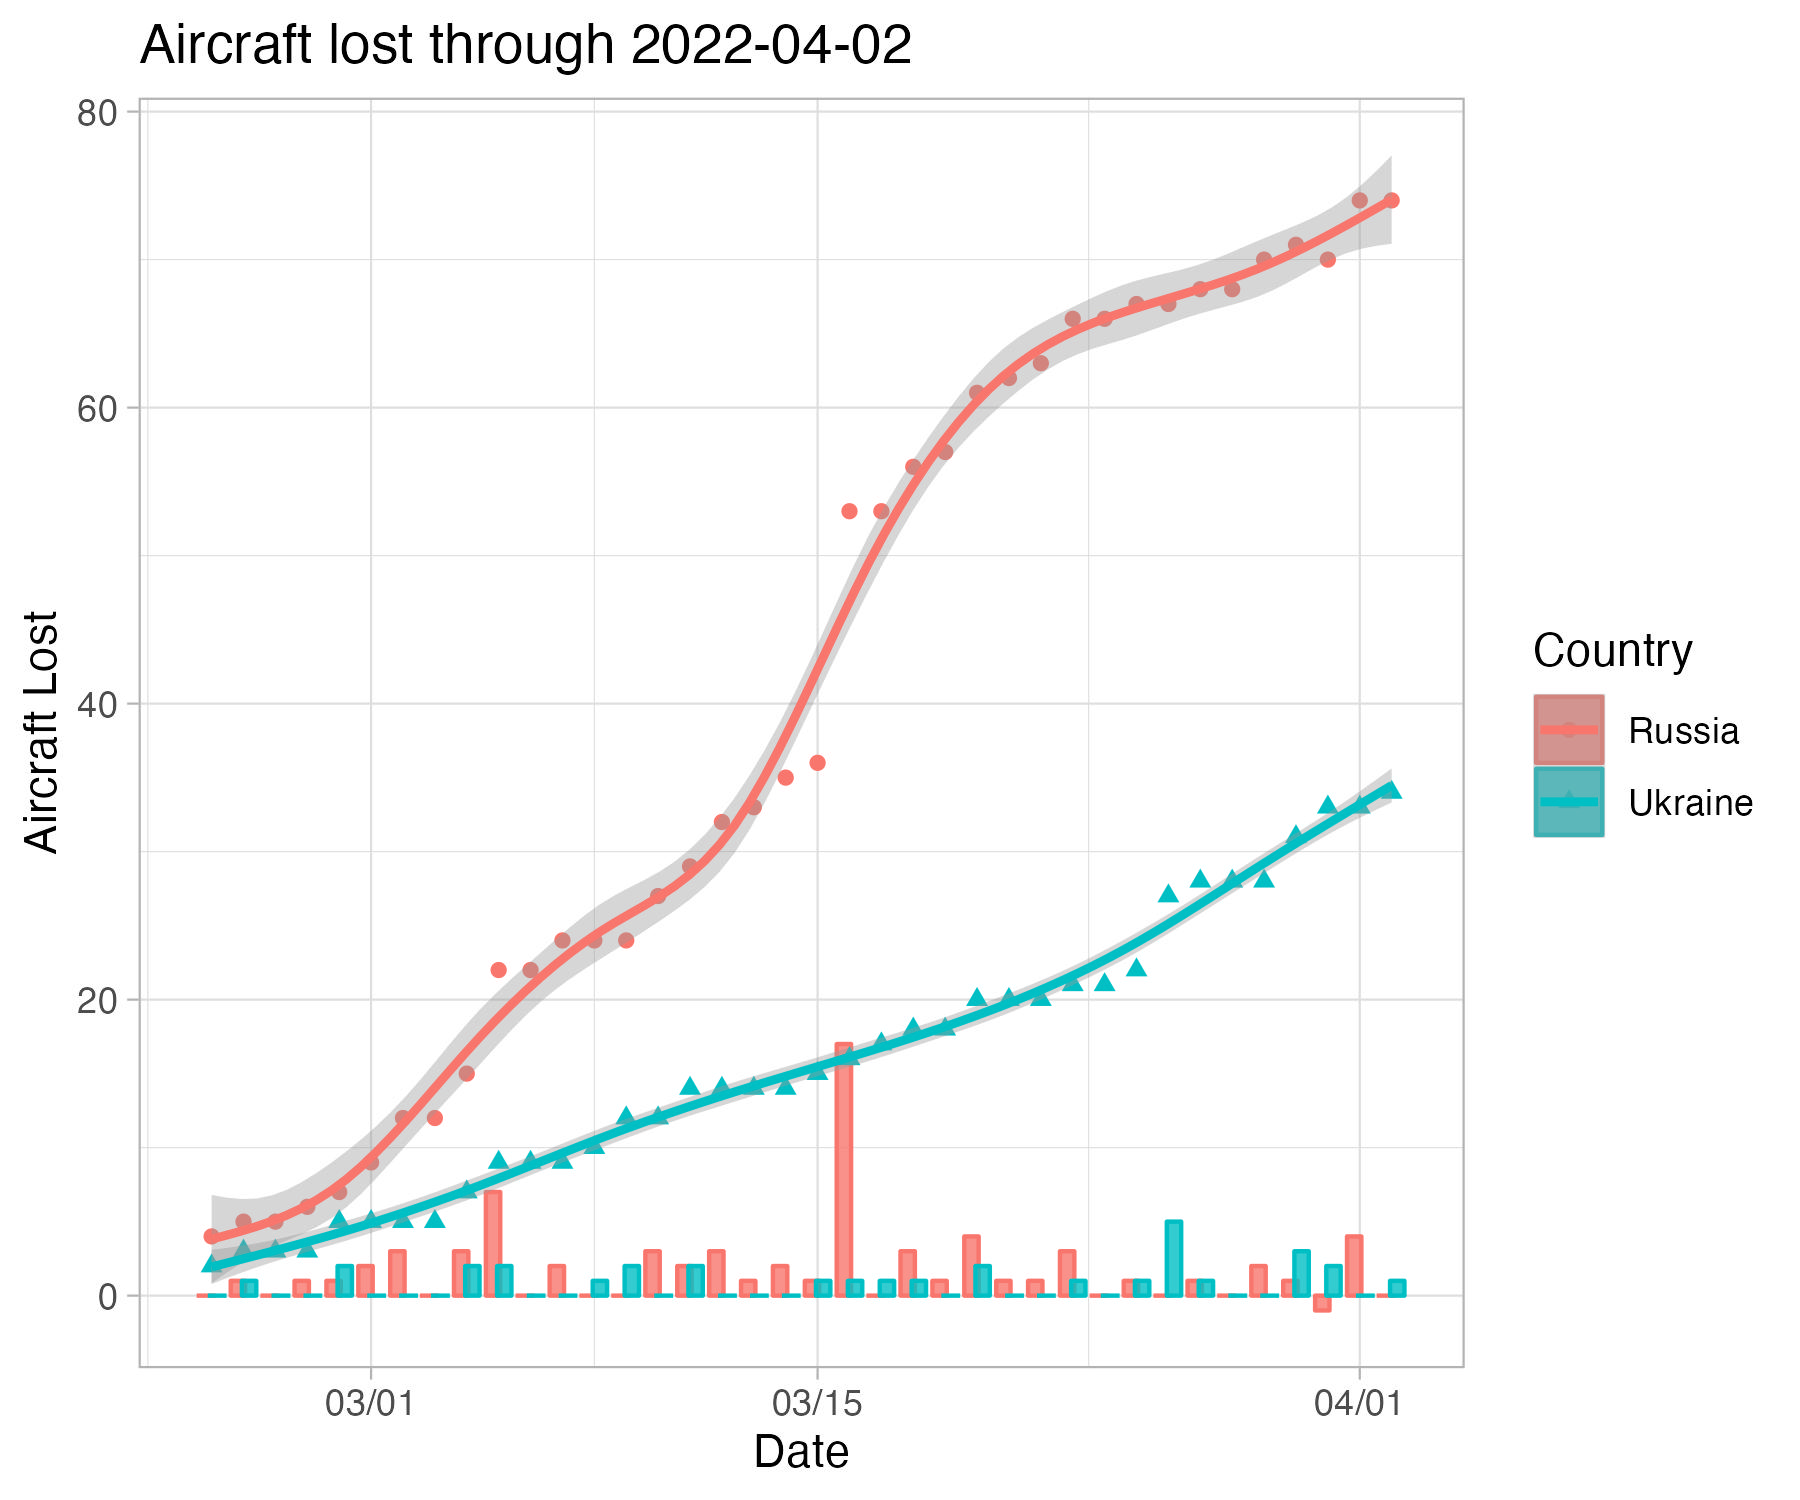 Aircraft lost through 2022-04-02
Aircraft Lost
80
60
40
20
0
03/01
03/15
04/01
Date
Country
Russia
Ukraine